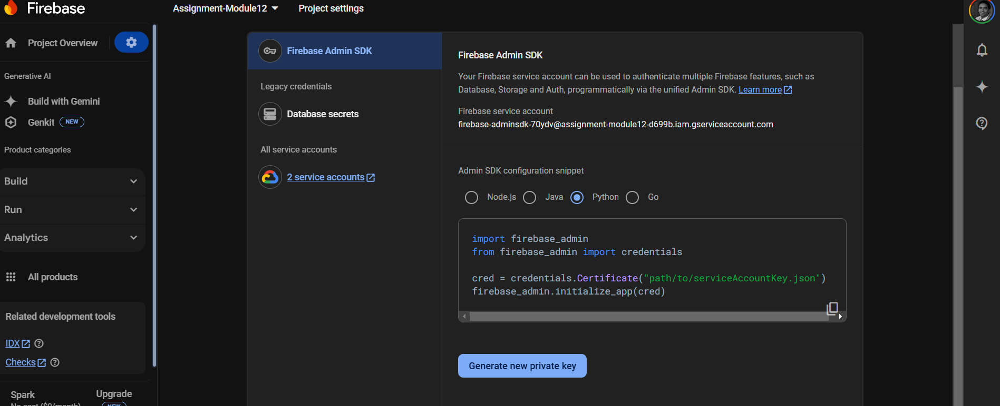 Firebase
Assignment-Module12
Project settings
Project Overview
Generative AI
Build with Gemini
Genkit NEW
Product categories
Build
Run
Analytics
All products
Related development tools
IDX
Checks
Spark
No cost ($0/month)
Upgrade
NEW
Firebase Admin SDK
Legacy credentials
Database secrets
All service accounts
2 service accounts
Firebase Admin SDK
Your Firebase service account can be used to authenticate multiple Firebase features, such as
Database, Storage and Auth, programmatically via the unified Admin SDK. Learn more
Firebase service account
firebase-adminsdk-70ydv@assignment-module12-d699b.iam.gserviceaccount.com
Admin SDK configuration snippet
Node.js Java Python Go
import firebase_admin
from firebase_admin import credentials
cred = credentials.Certificate("path/to/serviceAccountKey.json")
firebase_admin.initialize_app(cred)
Generate new private key